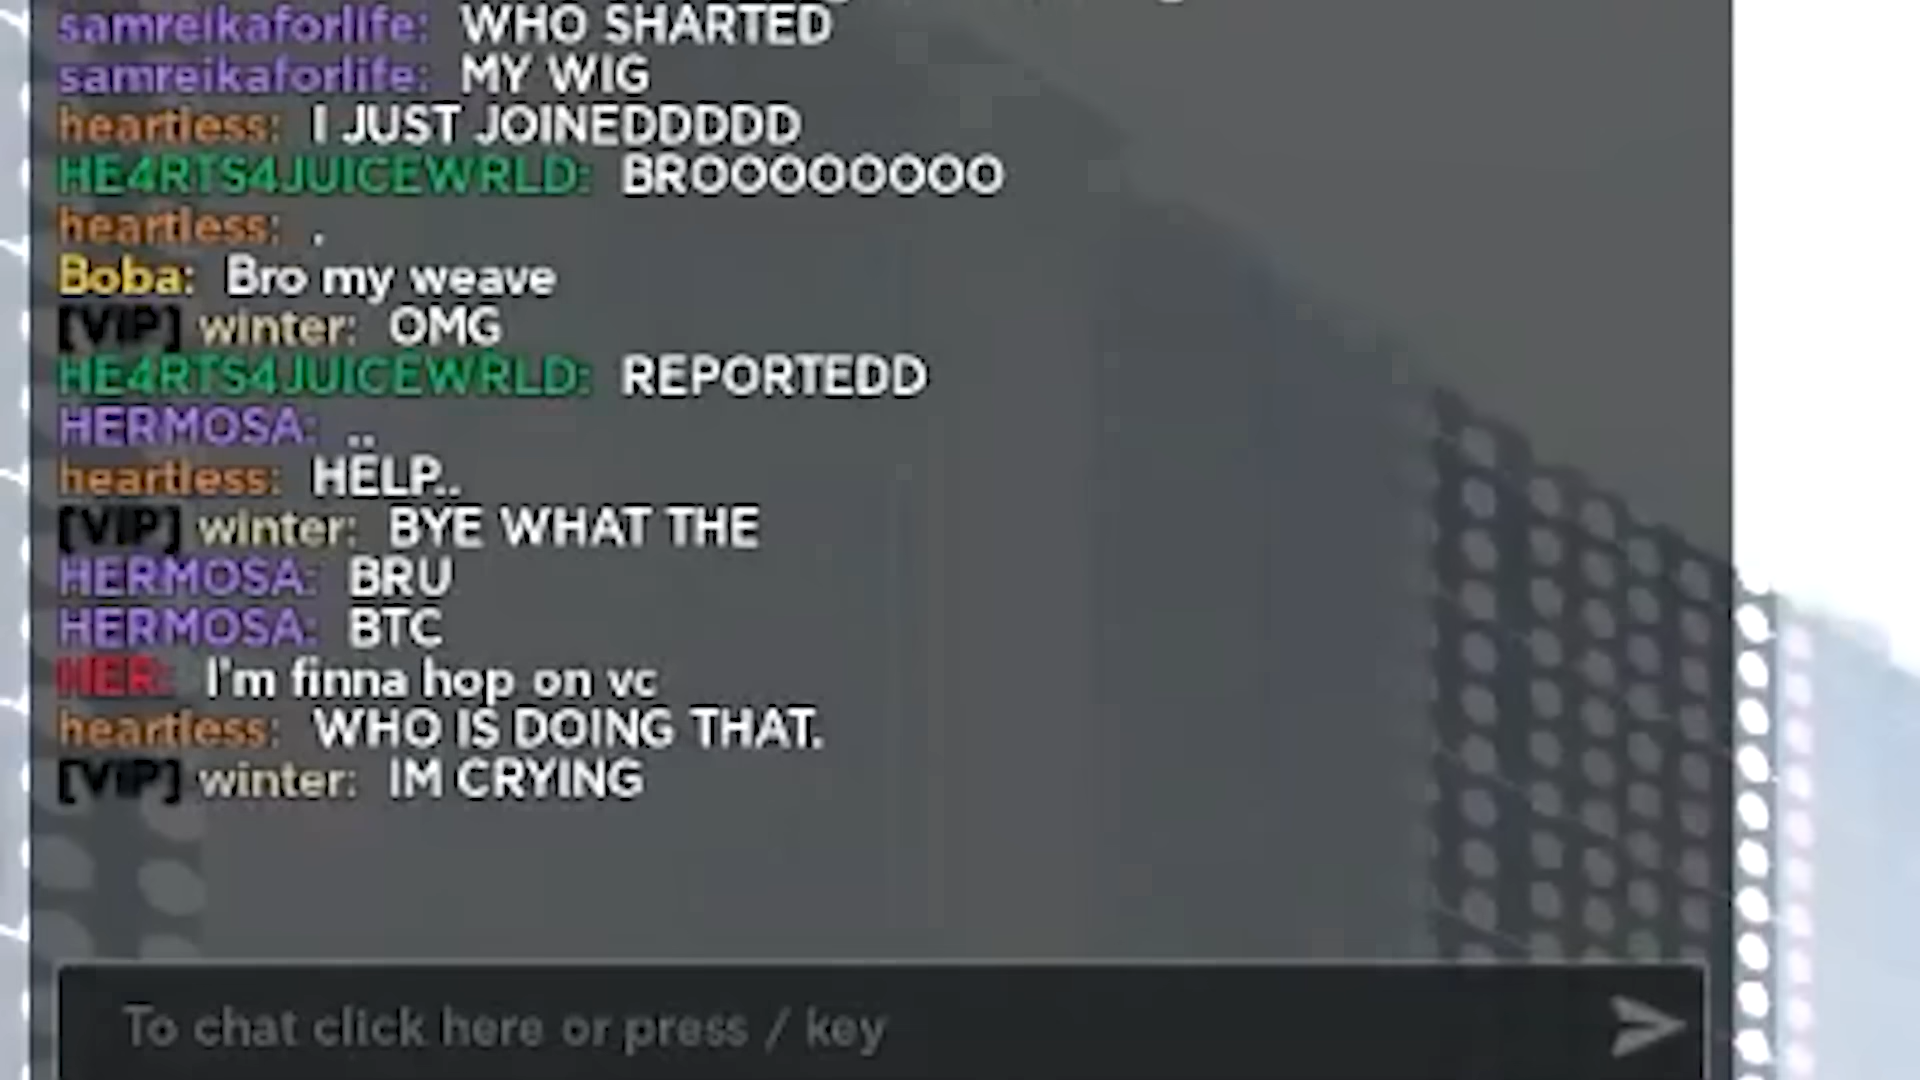 samreikaforlife: WHO SHARTED
samreikaforlife: MY WIG
heartless: I JUST JOINEDDDDD
HE4RTS4JUICEWRLD: BROOOOOOOO
heartless: .
Boba: Bro my weave
[VIP] winter: OMG
HE4RTS4JUICEWRLD: REPORTEDD
HERMOSA: ..
heartless: HELP..
[VIP] winter: BYE WHAT THE
HERMOSA: BRU
HERMOSA: BTC
HER: I'm finna hop on vc
heartless: WHO IS DOING THAT.
[VIP] winter: IM CRYING
To chat click here or press / key